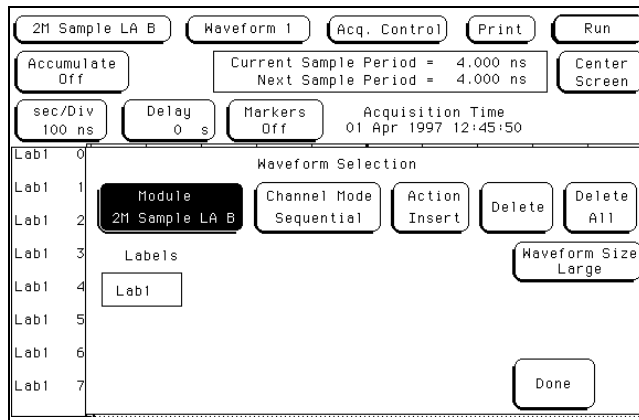 2M Sample LA B Waveform 1 Acq. Control Print Run
Accumulate
Off
Current Sample Period = 4.000 ns
Next Sample Period = 4.000 ns
Center
Screen
sec/Div
100 ns
Delay
0 s
Markers
Off
Acquisition Time
01 Apr 1997 12:45:50
Lab1 0
Lab1 1
Lab1 2
Lab1 3
Lab1 4
Lab1 5
Lab1 6
Lab1 7
Waveform Selection
Module
2M Sample LA B
Channel Mode
Sequential
Action
Insert
Delete
Delete
All
Labels
Lab1
Waveform Size
Large
Done